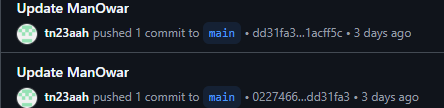 Update ManOwar
tn23aah pushed 1 commit to main • dd31fa3...1acff5c • 3 days ago
Update ManOwar
tn23aah pushed 1 commit to main • 0227466...dd31fa3 • 3 days ago